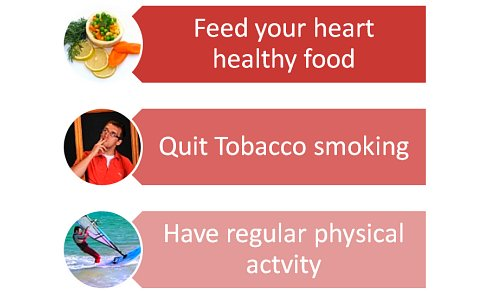 Feed your heart
healthy food
Quit Tobacco smoking
Have regular physical
actvity